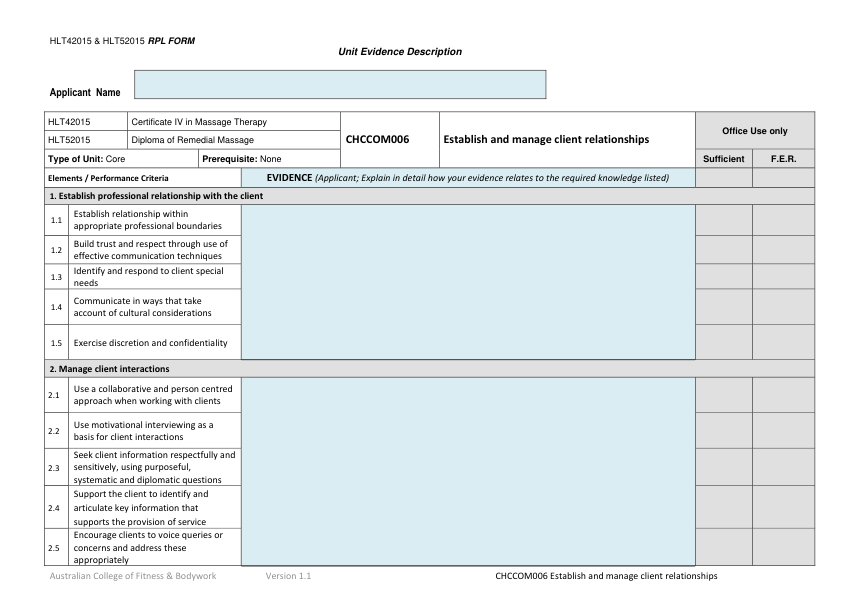 HLT42015 & HLT52015 RPL FORM
Unit Evidence Description
Applicant Name
HLT42015
Certificate IV in Massage Therapy
HLT52015
Diploma of Remedial Massage
CHCCOM006
Establish and manage client relationships
Office Use only
Type of Unit: Core
Prerequisite: None
Sufficient
F.E.R.
Elements / Performance Criteria
EVIDENCE (Applicant; Explain in detail how your evidence relates to the required knowledge listed)
1. Establish professional relationship with the client
1.1
Establish relationship within
appropriate professional boundaries
1.2
Build trust and respect through use of
effective communication techniques
1.3
Identify and respond to client special
needs
1.4
Communicate in ways that take
account of cultural considerations
1.5
Exercise discretion and confidentiality
2. Manage client interactions
2.1
Use a collaborative and person centred
approach when working with clients
2.2
Use motivational interviewing as a
basis for client interactions
2.3
Seek client information respectfully and
sensitively, using purposeful,
systematic and diplomatic questions
2.4
Support the client to identify and
articulate key information that
supports the provision of service
2.5
Encourage clients to voice queries or
concerns and address these
appropriately
Australian College of Fitness & Bodywork
Version 1.1
CHCCOM006 Establish and manage client relationships